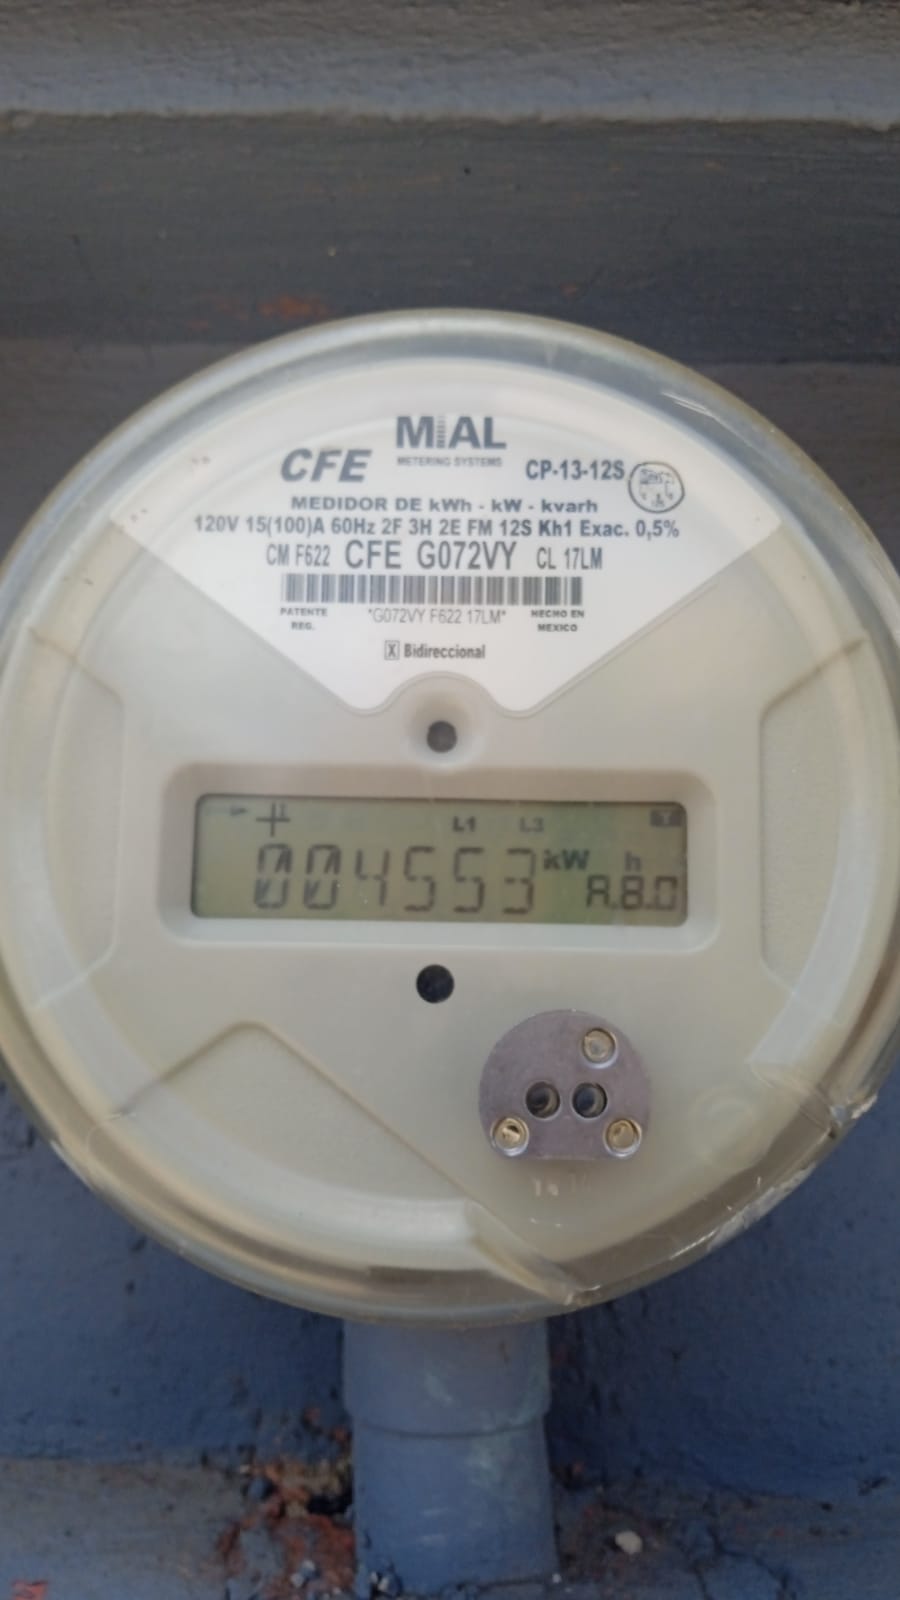 MIAL
METERING SYSTEMS
CFE
CP-13-12S
MEDIDOR DE kWh - kW - kvarh
120V 15(100)A 60Hz 2F 3H 2E FM 12S Kh1 Exac. 0,5%
CM F622 CFE G072VY CL 17LM
PATENTE REG.
*G072VY F622 17LM*
HECHO EN MEXICO
X Bidireccional
L1 L3 T
004553 kW h
A.8.0